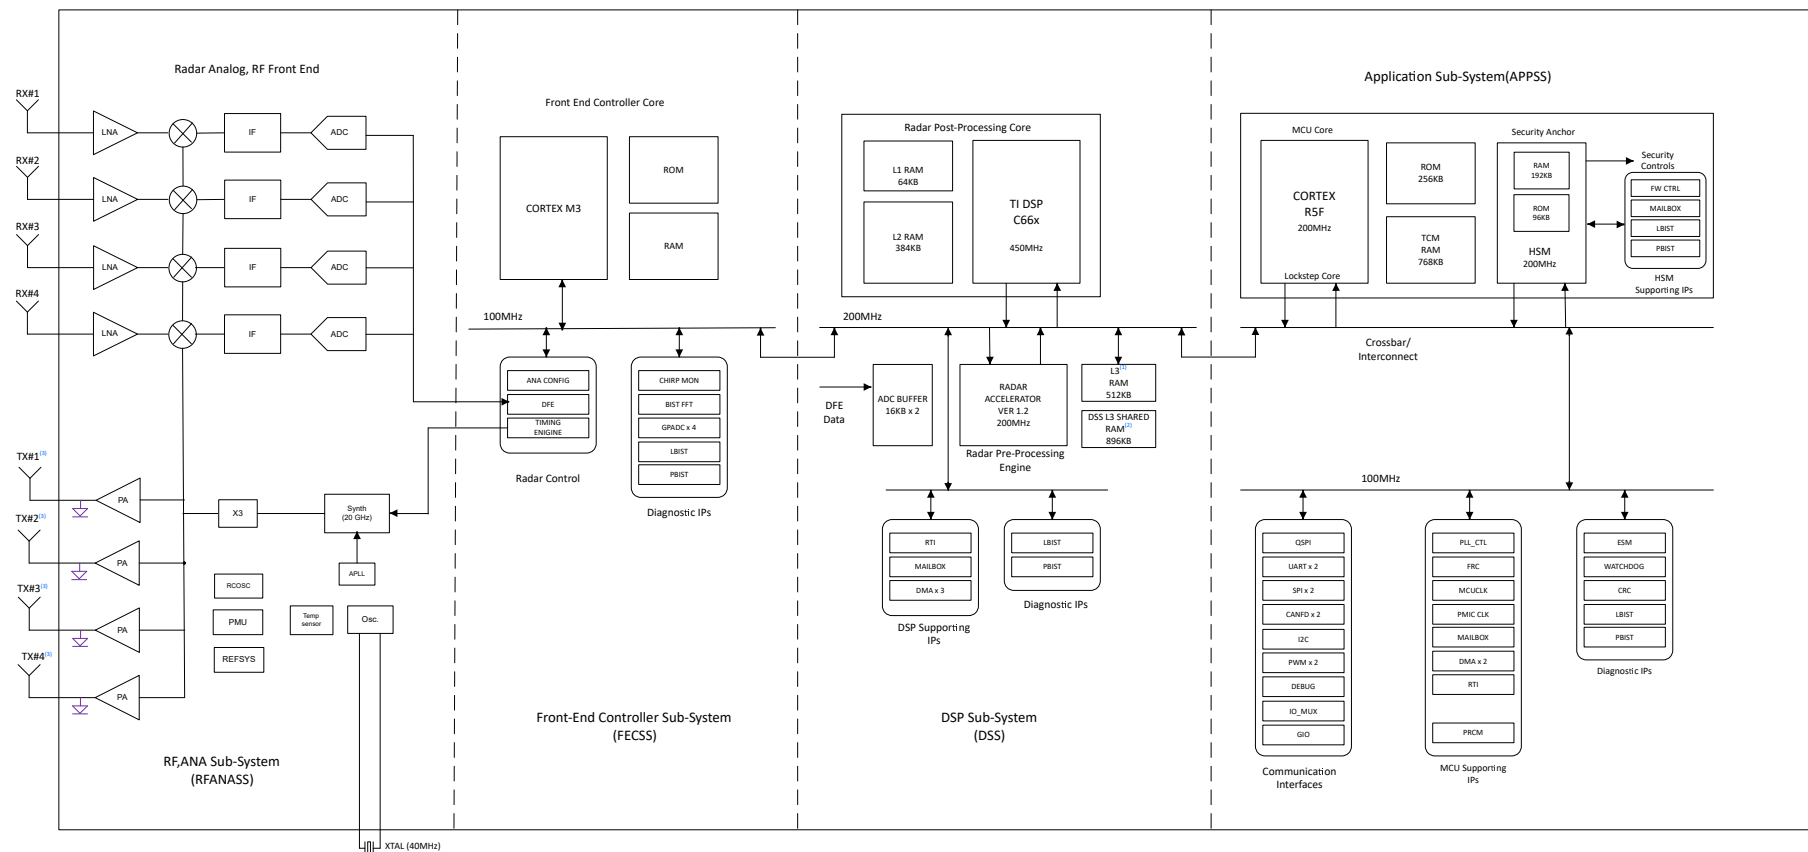 Radar Analog, RF Front End
RX#1
LNA
IF
ADC
RX#2
LNA
IF
ADC
RX#3
LNA
IF
ADC
RX#4
LNA
IF
ADC
TX#1(3)
PA
X3
Synth
(20 GHz)
TX#2(3)
PA
APLL
RCOSC
TX#3(3)
PA
PMU
Temp
sensor
Osc.
REFSYS
TX#4(3)
PA
RF,ANA Sub-System
(RFANASS)
XTAL (40MHz)
Front End Controller Core
CORTEX M3
ROM
RAM
100MHz
ANA CONFIG
DFE
TIMING
ENIGINE
Radar Control
CHIRP MON
BIST FFT
GPADC x 4
LBIST
PBIST
Diagnostic IPs
Front-End Controller Sub-System
(FECSS)
Radar Post-Processing Core
L1 RAM
64KB
L2 RAM
384KB
TI DSP
C66x
450MHz
200MHz
DFE
Data
ADC BUFFER
16KB x 2
RADAR
ACCELERATOR
VER 1.2
200MHz
Radar Pre-Processing
Engine
L3(1)
RAM
512KB
DSS L3 SHARED
RAM(2)
896KB
RTI
MAILBOX
DMA x 3
DSP Supporting
IPs
LBIST
PBIST
Diagnostic IPs
DSP Sub-System
(DSS)
Application Sub-System(APPSS)
MCU Core
CORTEX
R5F
200MHz
Lockstep Core
ROM
256KB
TCM
RAM
768KB
Security Anchor
RAM
192KB
ROM
96KB
HSM
200MHz
Security
Controls
FW CTRL
MAILBOX
LBIST
PBIST
HSM
Supporting IPs
Crossbar/
Interconnect
100MHz
QSPI
UART x 2
SPI x 2
CANFD x 2
I2C
PWM x 2
DEBUG
IO_MUX
GIO
Communication
Interfaces
PLL_CTL
FRC
MCUCLK
PMIC CLK
MAILBOX
DMA x 2
RTI
PRCM
MCU Supporting
IPs
ESM
WATCHDOG
CRC
LBIST
PBIST
Diagnostic IPs